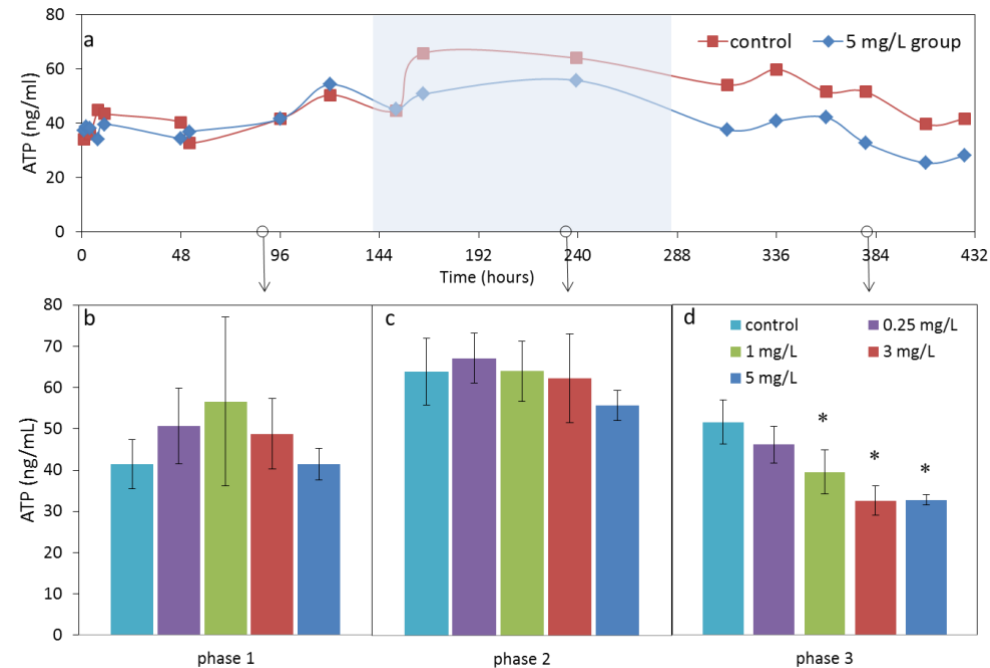 a
control
5 mg/L group
ATP (ng/ml)
80
60
40
20
0
0
48
96
144
192
240
288
336
384
432
Time (hours)
b
c
d
control
0.25 mg/L
1 mg/L
3 mg/L
5 mg/L
ATP (ng/mL)
80
70
60
50
40
30
20
10
0
*
*
*
phase 1
phase 2
phase 3